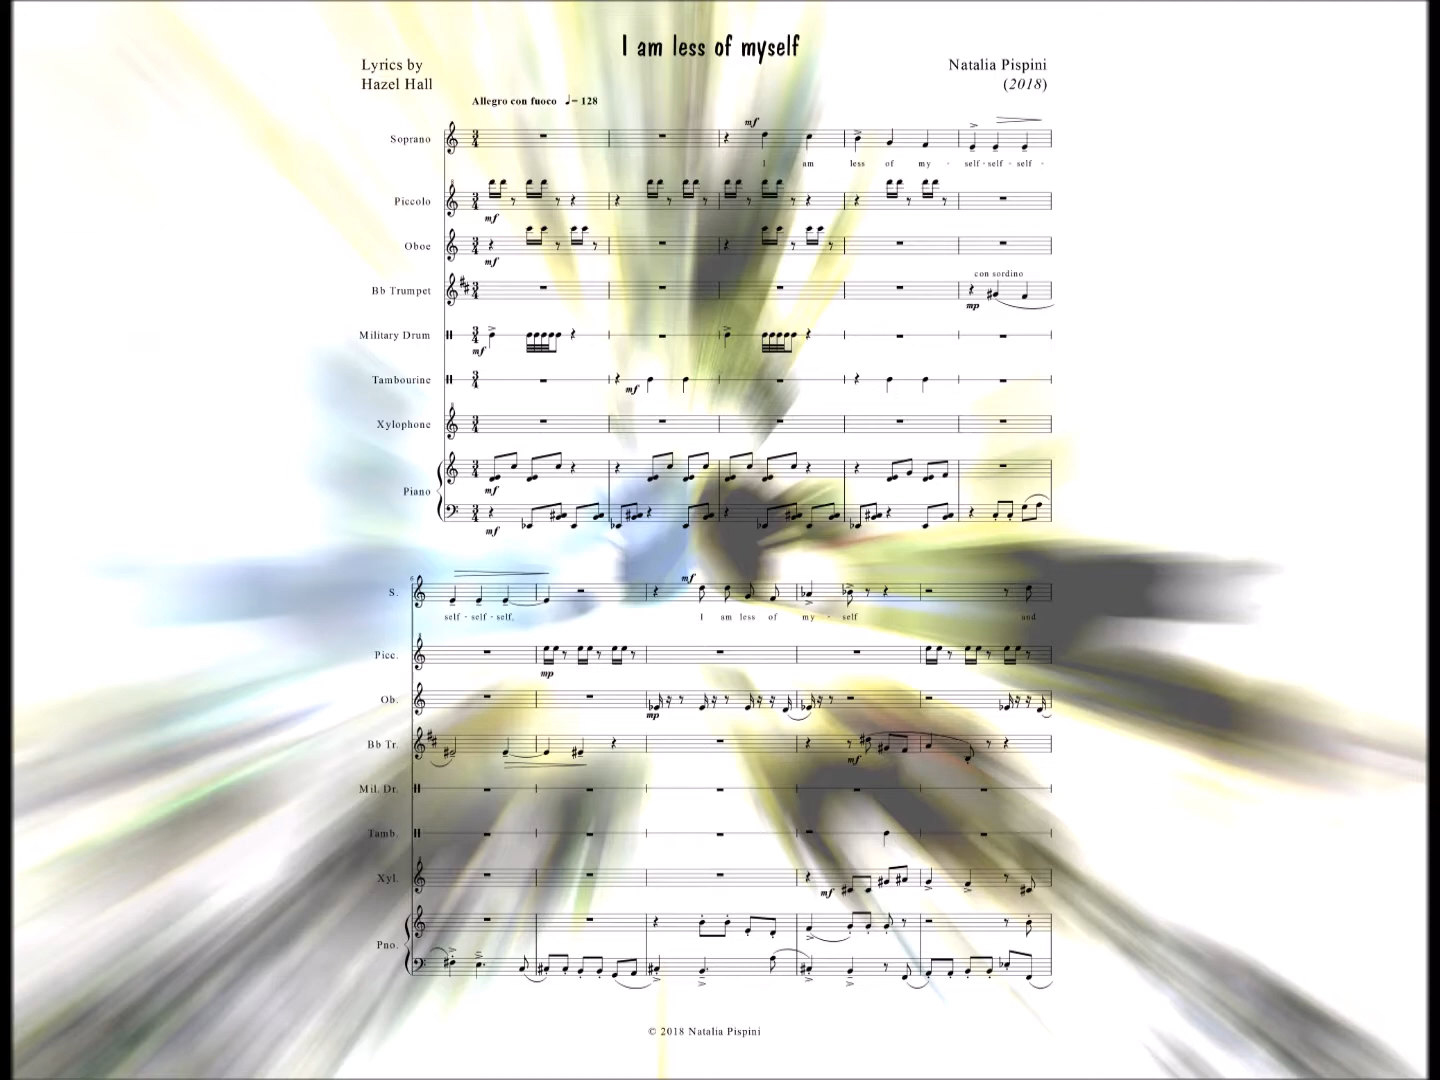 I am less of myself
Lyrics by
Hazel Hall
Natalia Pispini
(2018)
Allegro con fuoco ♩= 128
Soprano
mf
I am less of my - self - self - self -
Piccolo
mf
Oboe
mf
Bb Trumpet
con sordino
mp
Military Drum
mf
Tambourine
mf
Xylophone
Piano
mf
mf
6
S.
mf
self - self - self, I am less of my - self and
Picc.
mp
Ob.
mp
Bb Tr.
mf
Mil. Dr.
Tamb.
Xyl.
mf
Pno.
© 2018 Natalia Pispini